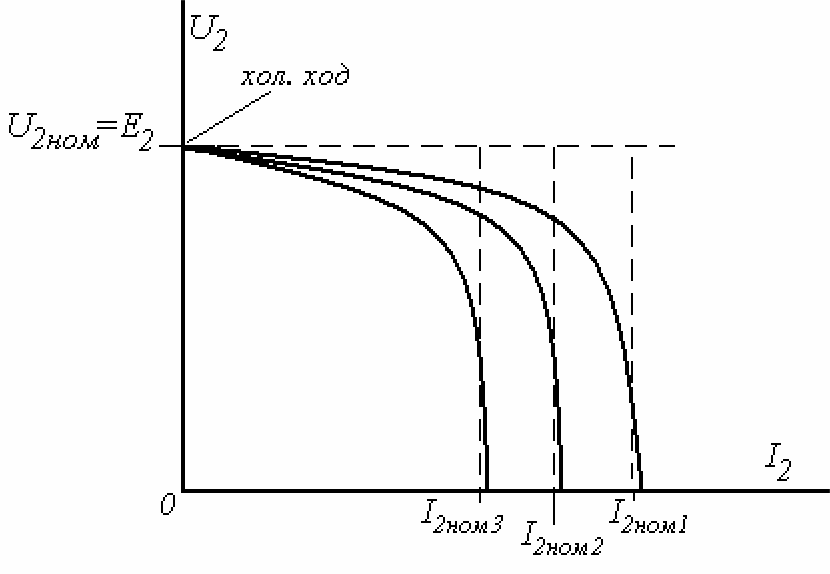 U2
хол. ход
U2ном=E2
I2
0
I2ном3
I2ном2
I2ном1